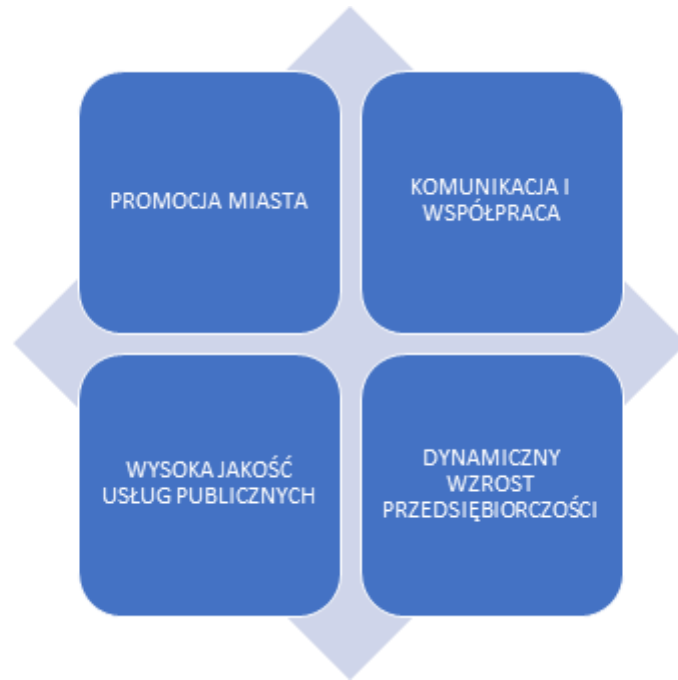 PROMOCJA MIASTA
KOMUNIKACJA I
WSPÓŁPRACA
WYSOKA JAKOŚĆ
USŁUG PUBLICZNYCH
DYNAMICZNY
WZROST
PRZEDSIĘBIORCZOŚCI